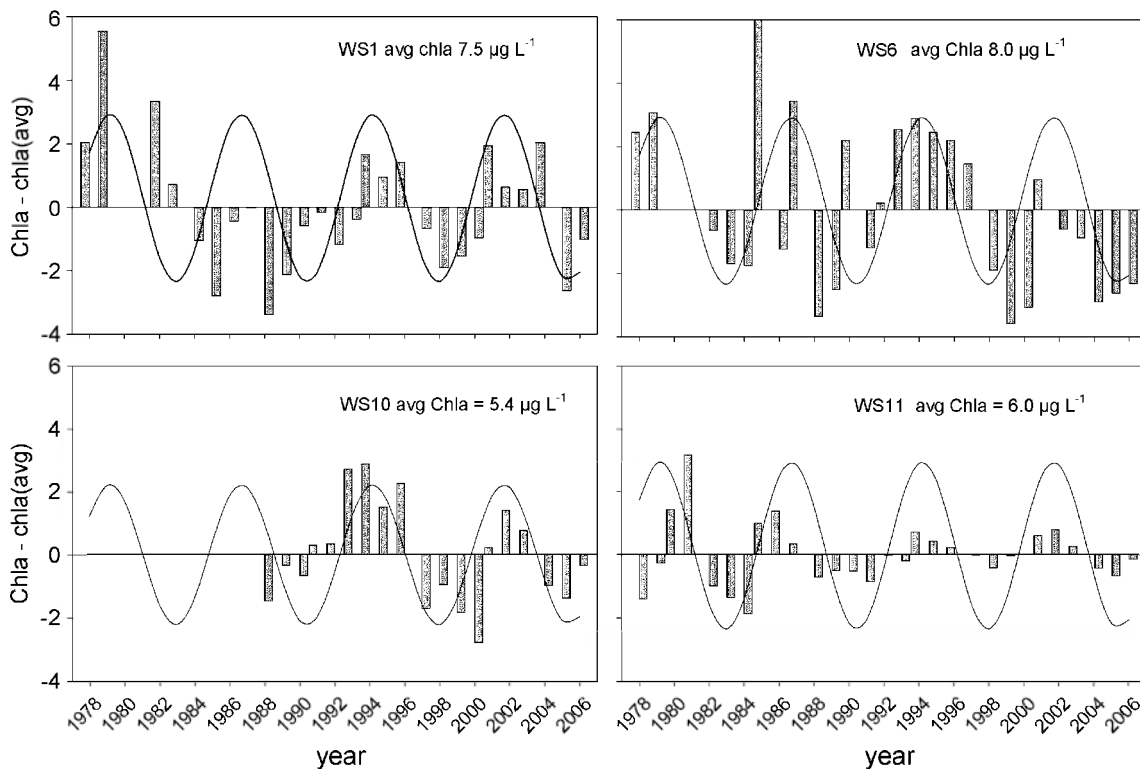 WS1 avg chla 7.5 µg L⁻¹
WS6 avg Chla 8.0 µg L⁻¹
Chla - chla(avg)
6
4
2
0
-2
-4
WS10 avg Chla = 5.4 µg L⁻¹
WS11 avg Chla = 6.0 µg L⁻¹
Chla - chla(avg)
6
4
2
0
-2
-4
1978 1980 1982 1984 1986 1988 1990 1992 1994 1996 1998 2000 2002 2004 2006
1978 1980 1982 1984 1986 1988 1990 1992 1994 1996 1998 2000 2002 2004 2006
year
year